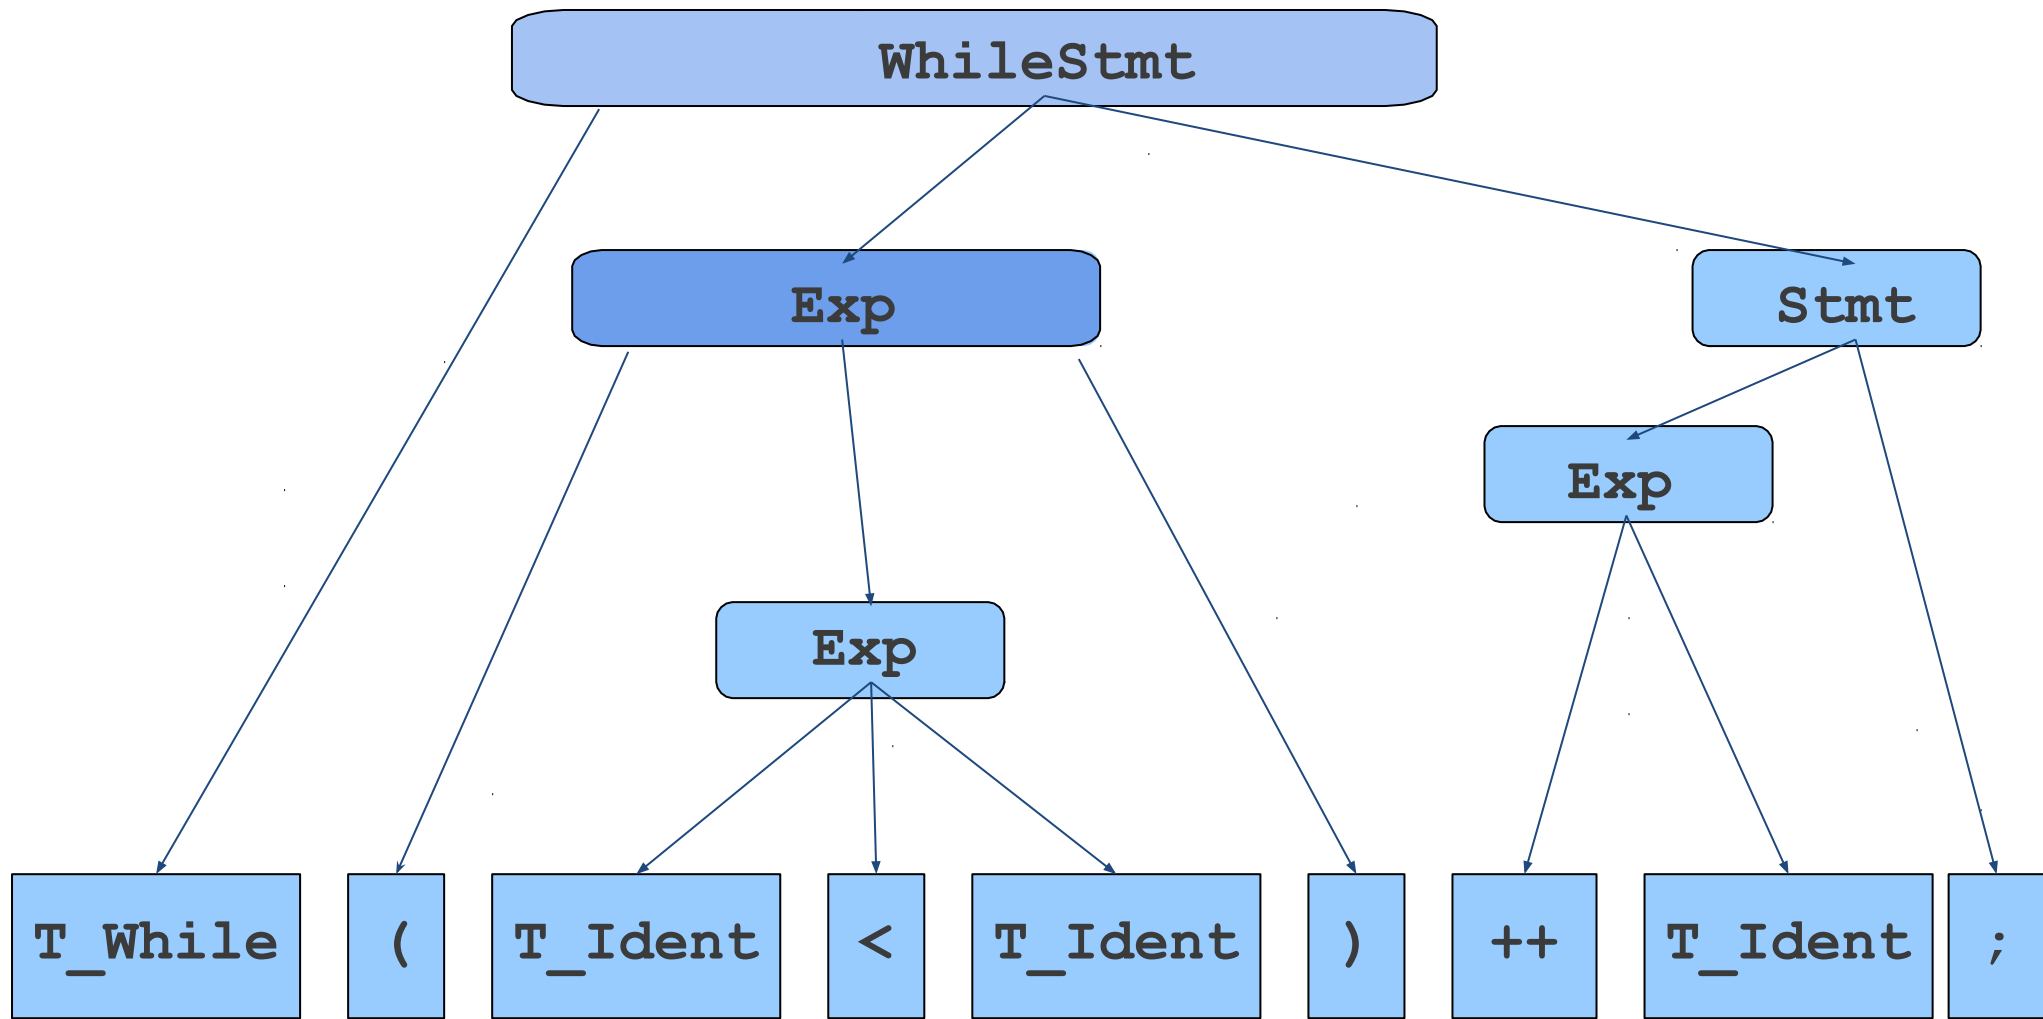 WhileStmt
Exp
Stmt
Exp
Exp
T_While ( T_Ident < T_Ident ) ++ T_Ident ;